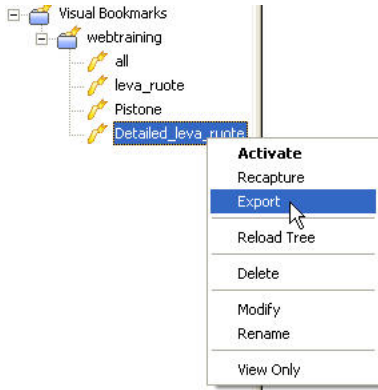 Visual Bookmarks
webtraining
all
leva_ruote
Pistone
Detailed_leva_ruote
Activate
Recapture
Export
Reload Tree
Delete
Modify
Rename
View Only